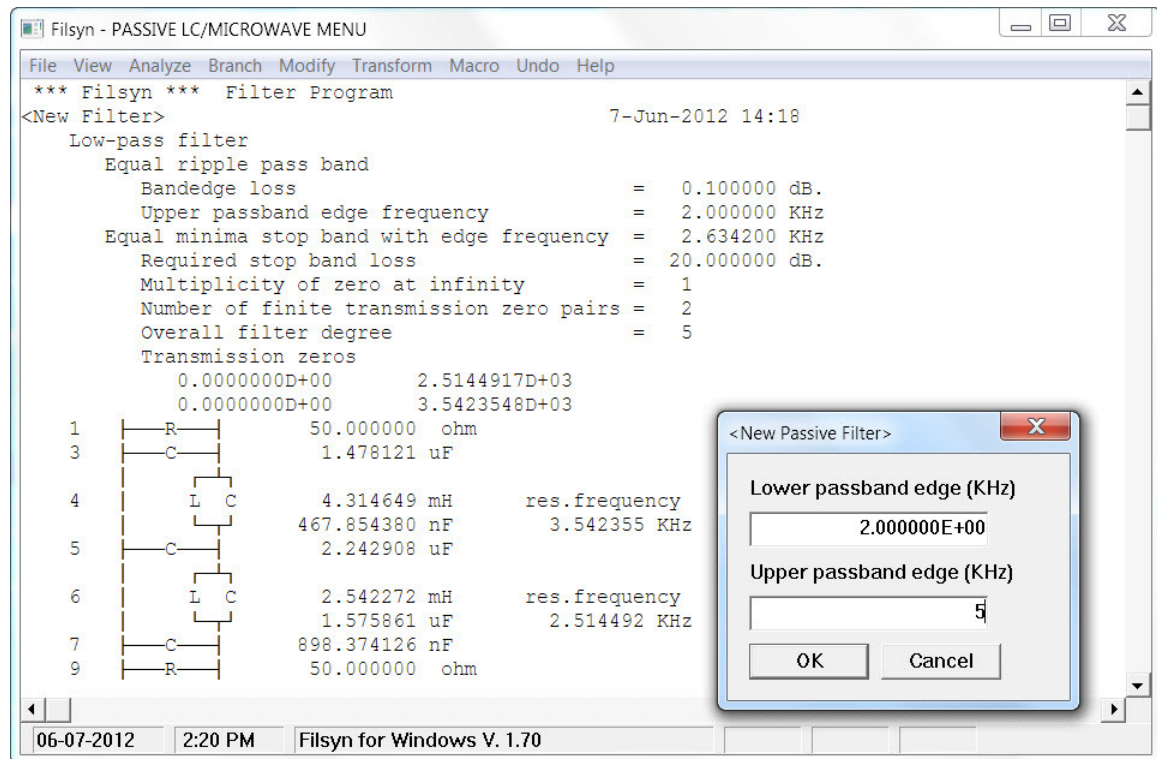 Filsyn - PASSIVE LC/MICROWAVE MENU
File View Analyze Branch Modify Transform Macro Undo Help
*** Filsyn *** Filter Program
<New Filter> 7-Jun-2012 14:18
Low-pass filter
Equal ripple pass band
Bandedge loss = 0.100000 dB.
Upper passband edge frequency = 2.000000 KHz
Equal minima stop band with edge frequency = 2.634200 KHz
Required stop band loss = 20.000000 dB.
Multiplicity of zero at infinity = 1
Number of finite transmission zero pairs = 2
Overall filter degree = 5
Transmission zeros
0.0000000D+00 2.5144917D+03
0.0000000D+00 3.5423548D+03
1 R 50.000000 ohm
3 C 1.478121 uF
4 L C 4.314649 mH res.frequency
467.854380 nF 3.542355 KHz
5 C 2.242908 uF
6 L C 2.542272 mH res.frequency
1.575861 uF 2.514492 KHz
7 C 898.374126 nF
9 R 50.000000 ohm
<New Passive Filter>
Lower passband edge (KHz)
2.000000E+00
Upper passband edge (KHz)
5
OK Cancel
06-07-2012 2:20 PM Filsyn for Windows V. 1.70